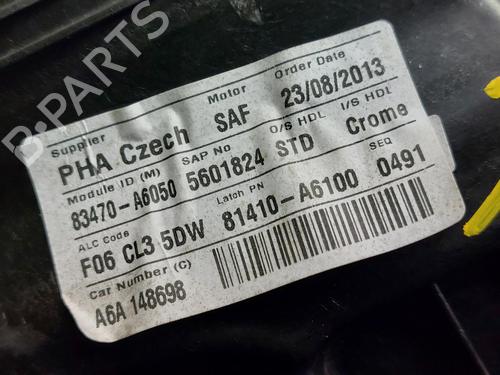 B-PARTS
Supplier Motor Order Date
PHA Czech SAF 23/08/2013
Module ID (M) SAP No O/S HDL I/S HDL
83470-A6050 5601824 STD Crome
ALC Code Latch PN SEQ
F06 CL3 5DW 81410-A6100 0491
Car Number (C)
A6A 148698